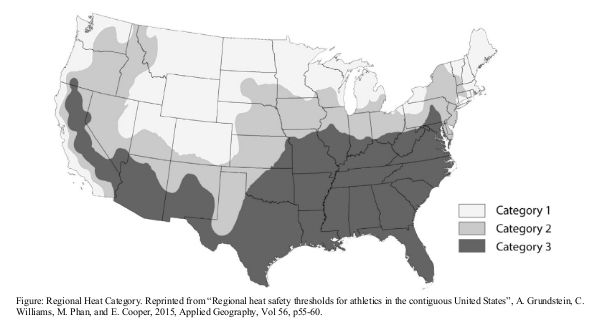 Category 1
Category 2
Category 3
Figure: Regional Heat Category. Reprinted from “Regional heat safety thresholds for athletics in the contiguous United States”, A. Grundstein, C.
Williams, M. Phan, and E. Cooper, 2015, Applied Geography, Vol 56, p55-60.